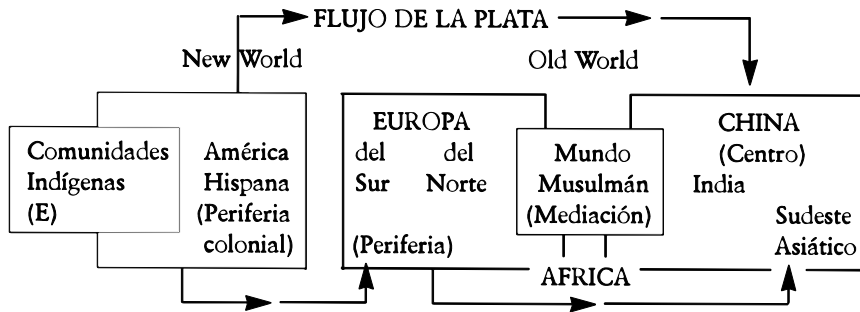 FLUJO DE LA PLATA
New World
Old World
Comunidades
Indígenas
(E)
América
Hispana
(Periferia
colonial)
EUROPA
del del
Sur Norte
(Periferia)
Mundo
Musulmán
(Mediación)
CHINA
(Centro)
India
Sudeste
Asiático
AFRICA